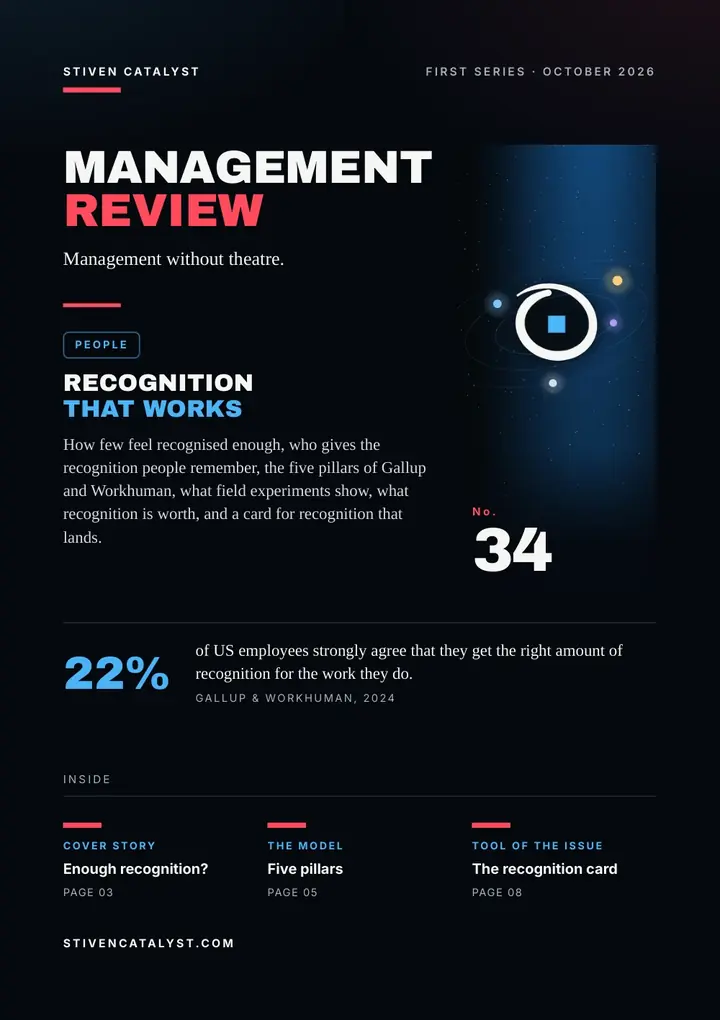 STIVEN CATALYST
FIRST SERIES · OCTOBER 2026
MANAGEMENT
REVIEW
Management without theatre.
PEOPLE
RECOGNITION
THAT WORKS
How few feel recognised enough, who gives the
recognition people remember, the five pillars of Gallup
and Workhuman, what field experiments show, what
recognition is worth, and a card for recognition that
lands.
No.
34
22%
of US employees strongly agree that they get the right amount of
recognition for the work they do.
GALLUP & WORKHUMAN, 2024
INSIDE
COVER STORY
Enough recognition?
PAGE 03
THE MODEL
Five pillars
PAGE 05
TOOL OF THE ISSUE
The recognition card
PAGE 08
STIVENCATALYST.COM